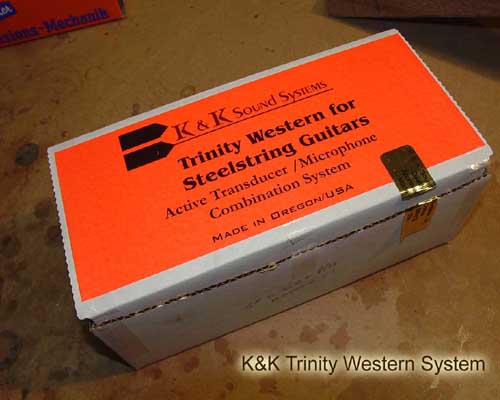 zisions-Mechanik
K & K SOUND SYSTEMS
Trinity Western for
Steelstring Guitars
Active Transducer / Microphone
Combination System
MADE IN OREGON/USA
K&K Trinity Western System